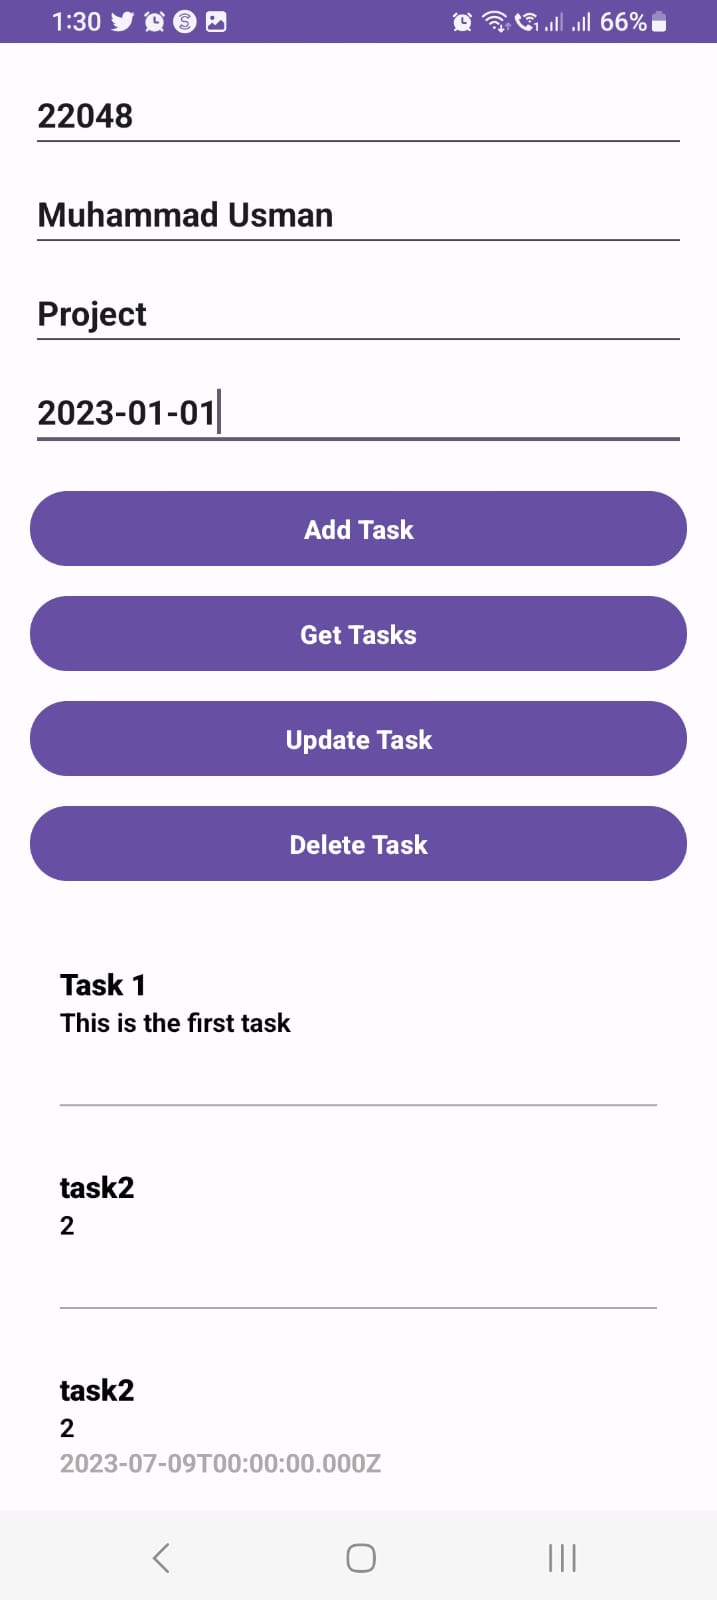 1:30 66%
22048
Muhammad Usman
Project
2023-01-01
Add Task
Get Tasks
Update Task
Delete Task
Task 1
This is the first task
task2
2
task2
2
2023-07-09T00:00:00.000Z